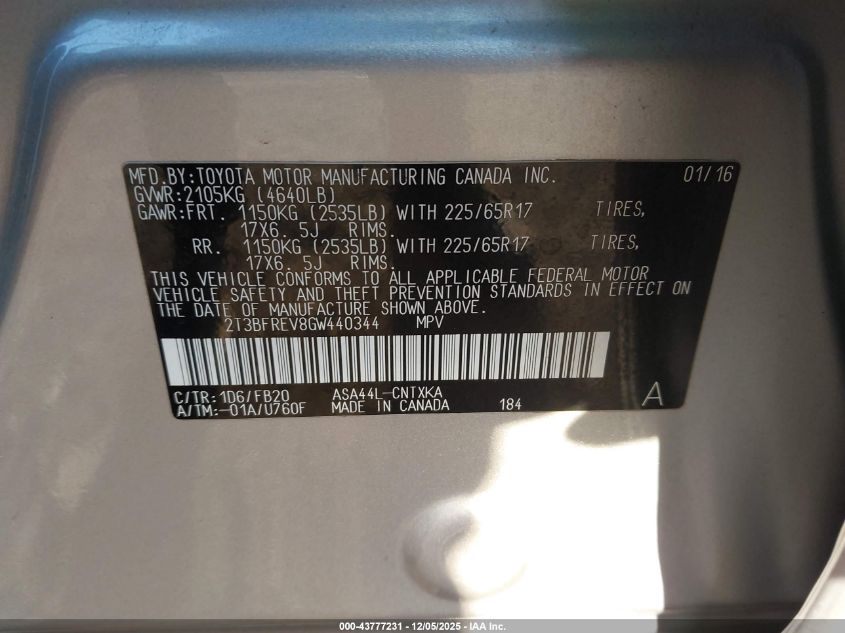 MFD.BY:TOYOTA MOTOR MANUFACTURING CANADA INC. 01/16
GVWR:2105KG (4640LB)
GAWR:FRT. 1150KG (2535LB) WITH 225/65R17 TIRES,
17X6. 5J RIMS.
RR. 1150KG (2535LB) WITH 225/65R17 TIRES,
17X6. 5J RIMS.
THIS VEHICLE CONFORMS TO ALL APPLICABLE FEDERAL MOTOR
VEHICLE SAFETY AND THEFT PREVENTION STANDARDS IN EFFECT ON
THE DATE OF MANUFACTURE SHOWN ABOVE.
2T3BFREV8GW440344 MPV
C/TR:1D6/FB20 ASA44L-CNTXKA
A/TM:-01A/U760F MADE IN CANADA 184 A
000-43777231 - 12/05/2025 - IAA Inc.